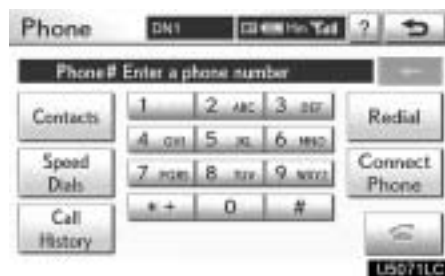 Phone DN1 ?
Phone# Enter a phone number
Contacts 1 2 ABC 3 DEF Redial
4 GHI 5 JKL 6 MNO
Speed Dials 7 PQRS 8 TUV 9 WXYZ Connect Phone
* + 0 #
Call History
US071LC